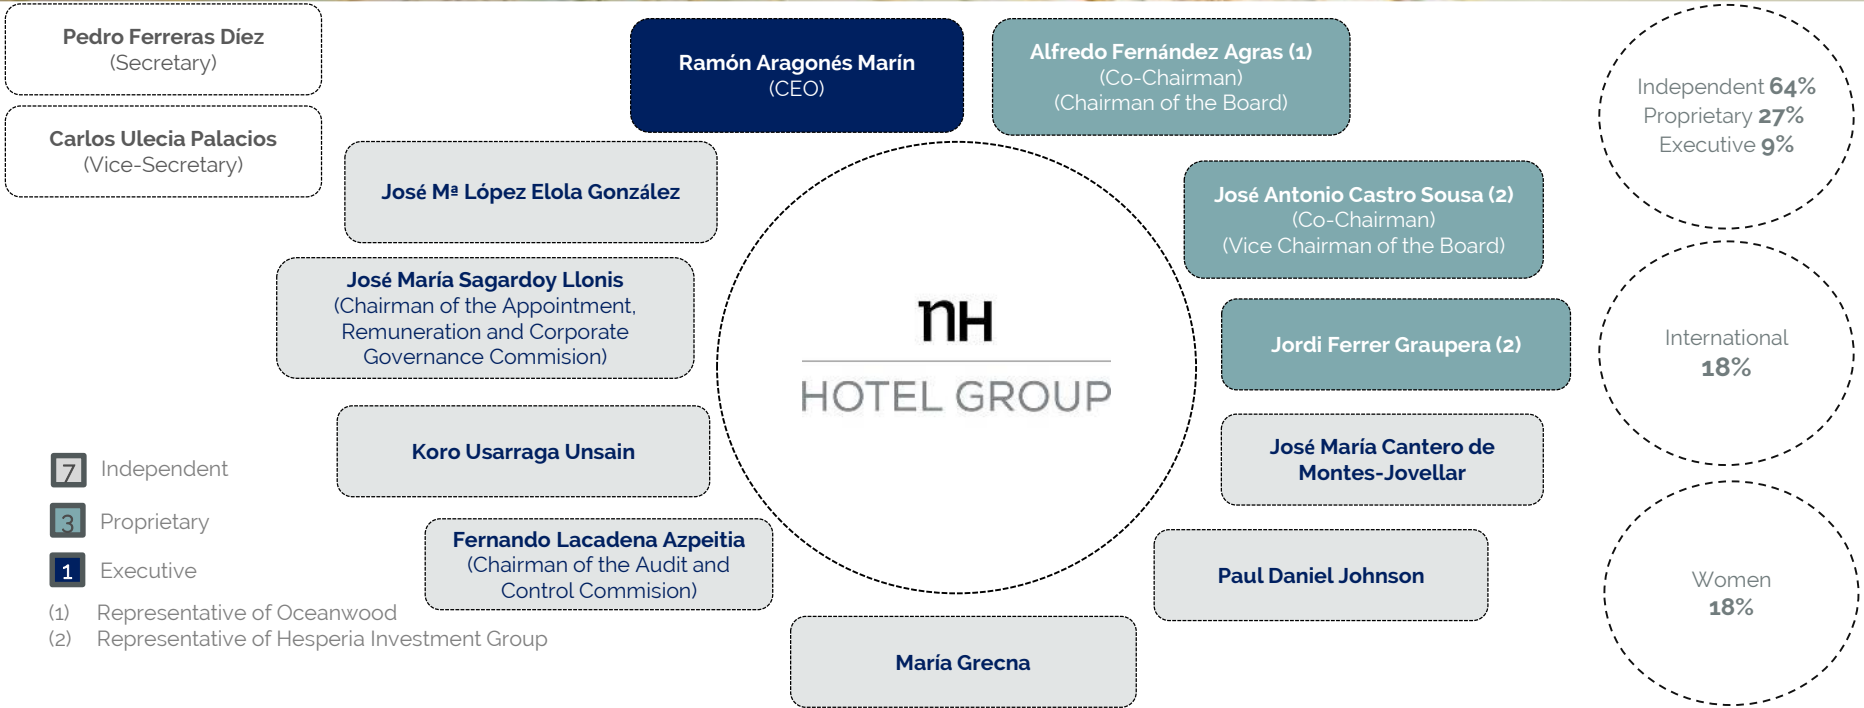 Pedro Ferreras Díez
(Secretary)
Carlos Ulecia Palacios
(Vice-Secretary)
Ramón Aragonés Marín
(CEO)
Alfredo Fernández Agras (1)
(Co-Chairman)
(Chairman of the Board)
José Mª López Elola González
José Antonio Castro Sousa (2)
(Co-Chairman)
(Vice Chairman of the Board)
José María Sagardoy Llonis
(Chairman of the Appointment,
Remuneration and Corporate
Governance Commision)
Jordi Ferrer Graupera (2)
nH
HOTEL GROUP
Koro Usarraga Unsain
José María Cantero de
Montes-Jovellar
Fernando Lacadena Azpeitia
(Chairman of the Audit and
Control Commision)
Paul Daniel Johnson
María Grecna
7 Independent
3 Proprietary
1 Executive
(1) Representative of Oceanwood
(2) Representative of Hesperia Investment Group
Independent 64%
Proprietary 27%
Executive 9%
International
18%
Women
18%